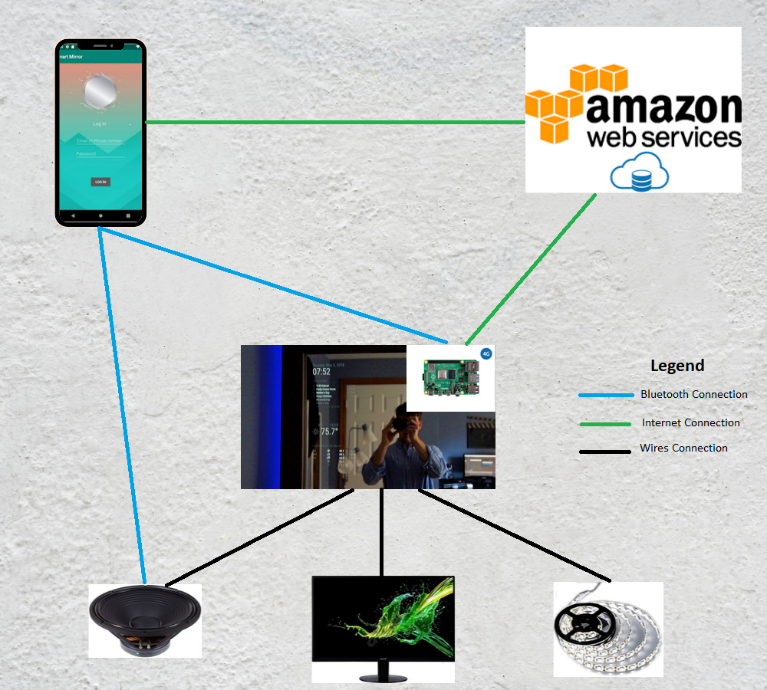 art Mirror
Log In
Password
LOG IN
amazon
web services
4G
07:52
75.7°
Legend
Bluetooth Connection
Internet Connection
Wires Connection